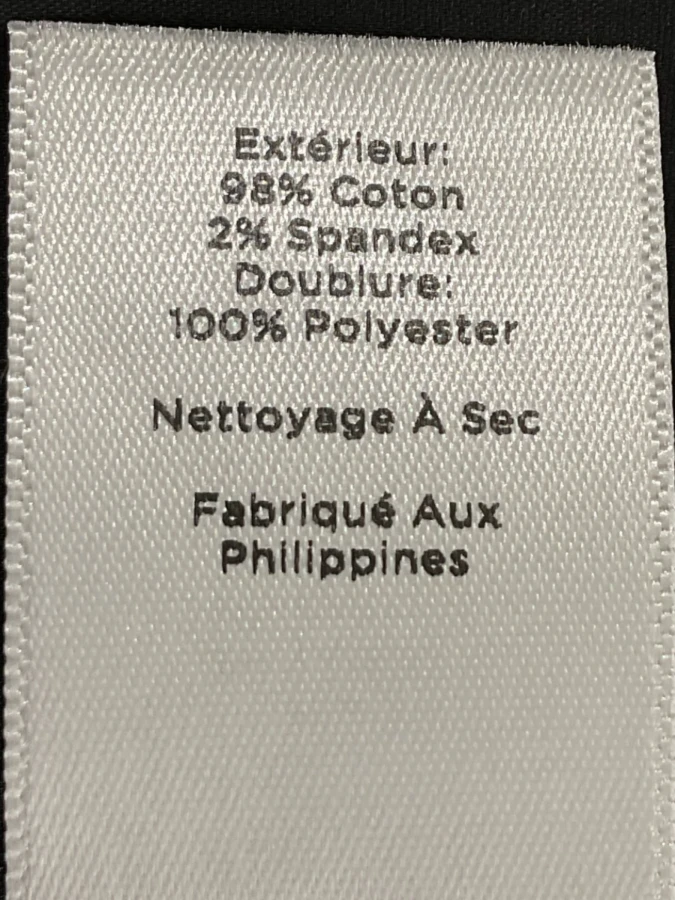 Extérieur:
98% Coton
2% Spandex
Doublure:
100% Polyester
Nettoyage À Sec
Fabriqué Aux
Philippines